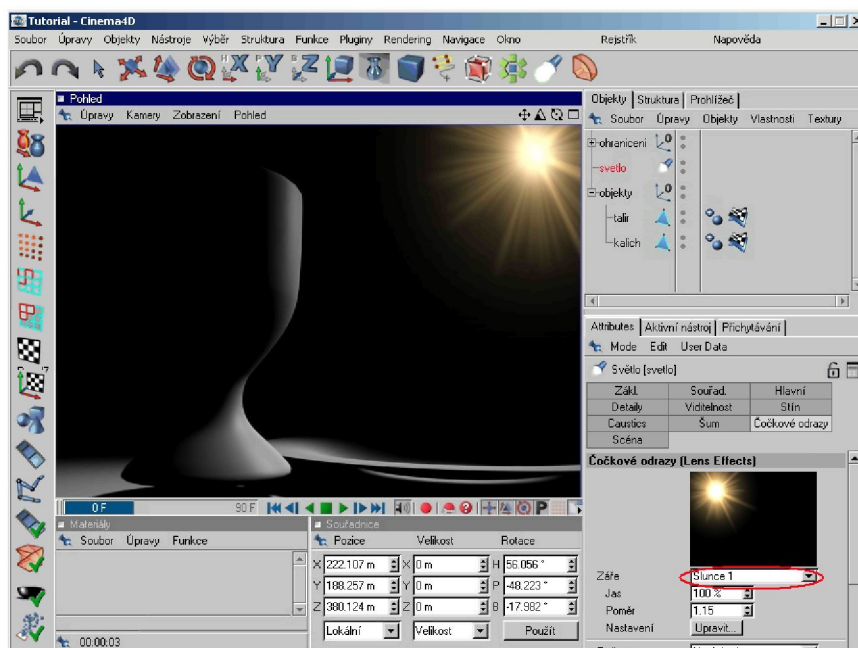 Tutorial - Cinema4D
Soubor Úpravy Objekty Nástroje Výběr Struktura Funkce Pluginy Rendering Navigace Okno Rejstřík Nápověda
Pohled
Úpravy Kamery Zobrazení Pohled
Objekty Struktura Prohlížeč
Soubor Úpravy Objekty Vlastnosti Textury
ohraniceni
svetlo
objekty
talir
kalich
Attributes Aktivní nástroj Přichytávání
Mode Edit User Data
Světlo [svetlo]
Zákl. Souřad. Hlavní
Detaily Viditelnost Stín
Caustics Šum Čočkové odrazy
Scéna
Čočkové odrazy (Lens Effects)
Záře Slunce 1
Jas 100 %
Poměr 1.15
Nastavení Upravit...
0 F 90 F
Materiály
Soubor Úpravy Funkce
00:00:03
Souřadnice
Pozice Velikost Rotace
X 222.107 m X 0 m H 56.056 °
Y 188.257 m Y 0 m P -48.223 °
Z 380.124 m Z 0 m B -17.982 °
Lokální Velikost Použít